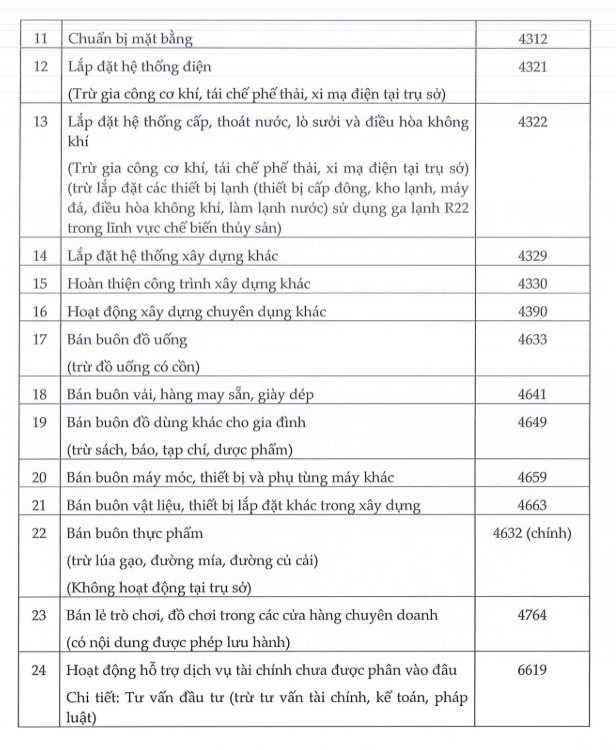 11 Chuẩn bị mặt bằng 4312
12 Lắp đặt hệ thống điện 4321
(Trừ gia công cơ khí, tái chế phế thải, xi mạ điện tại trụ sở)
13 Lắp đặt hệ thống cấp, thoát nước, lò sưởi và điều hòa không 4322
khí
(Trừ gia công cơ khí, tái chế phế thải, xi mạ điện tại trụ sở)
(trừ lắp đặt các thiết bị lạnh (thiết bị cấp đông, kho lạnh, máy
đá, điều hòa không khí, làm lạnh nước) sử dụng ga lạnh R22
trong lĩnh vực chế biến thủy sản)
14 Lắp đặt hệ thống xây dựng khác 4329
15 Hoàn thiện công trình xây dựng khác 4330
16 Hoạt động xây dựng chuyên dụng khác 4390
17 Bán buôn đồ uống 4633
(trừ đồ uống có cồn)
18 Bán buôn vải, hàng may sẵn, giày dép 4641
19 Bán buôn đồ dùng khác cho gia đình 4649
(trừ sách, báo, tạp chí, dược phẩm)
20 Bán buôn máy móc, thiết bị và phụ tùng máy khác 4659
21 Bán buôn vật liệu, thiết bị lắp đặt khác trong xây dựng 4663
22 Bán buôn thực phẩm 4632 (chính)
(trừ lúa gạo, đường mía, đường củ cải)
(Không hoạt động tại trụ sở)
23 Bán lẻ trò chơi, đồ chơi trong các cửa hàng chuyên doanh 4764
(có nội dung được phép lưu hành)
24 Hoạt động hỗ trợ dịch vụ tài chính chưa được phân vào đâu 6619
Chi tiết: Tư vấn đầu tư (trừ tư vấn tài chính, kế toán, pháp
luật)